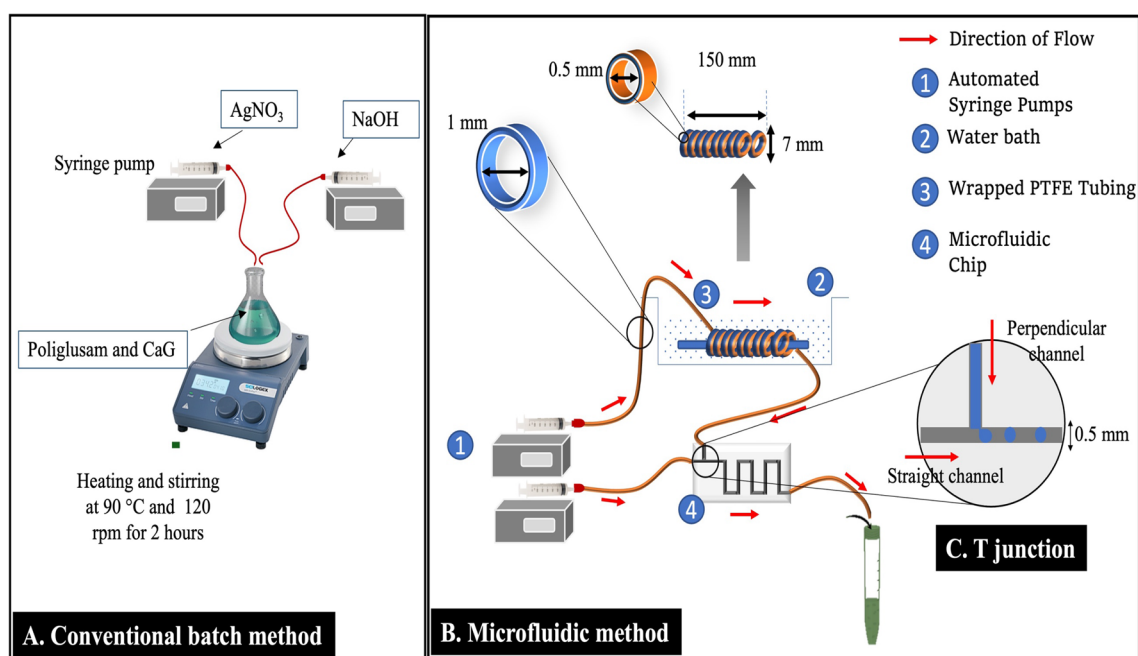 AgNO₃
NaOH
Syringe pump
Poliglusam and CaG
Heating and stirring
at 90 °C and 120
rpm for 2 hours
A. Conventional batch method
0.5 mm
150 mm
7 mm
1 mm
3
2
1
4
B. Microfluidic method
Direction of Flow
1 Automated
Syringe Pumps
2 Water bath
3 Wrapped PTFE Tubing
4 Microfluidic
Chip
Perpendicular
channel
0.5 mm
Straight channel
C. T junction